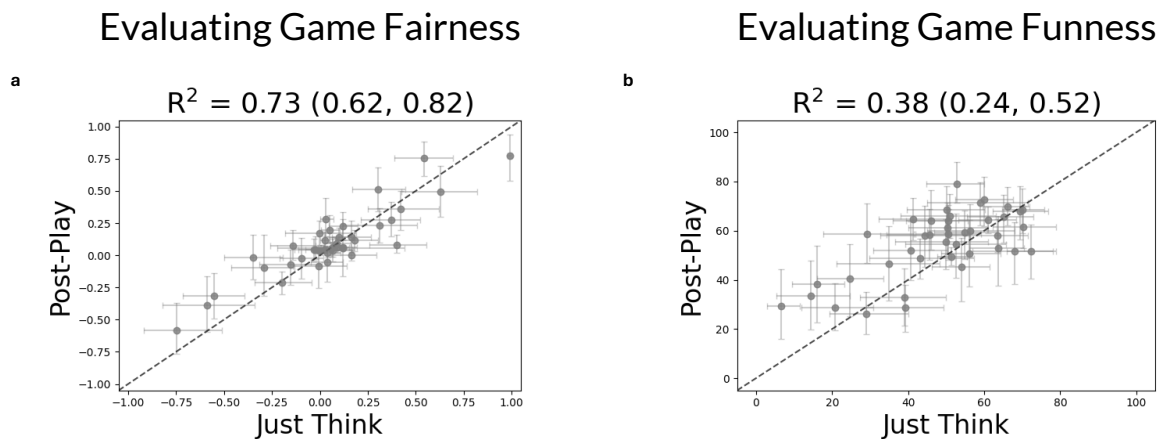 Evaluating Game Fairness
a
R² = 0.73 (0.62, 0.82)
1.00
0.75
0.50
0.25
0.00
−0.25
−0.50
−0.75
−1.00
Post-Play
−1.00 −0.75 −0.50 −0.25 0.00 0.25 0.50 0.75 1.00
Just Think
Evaluating Game Funness
b
R² = 0.38 (0.24, 0.52)
100
80
60
40
20
0
Post-Play
0 20 40 60 80 100
Just Think